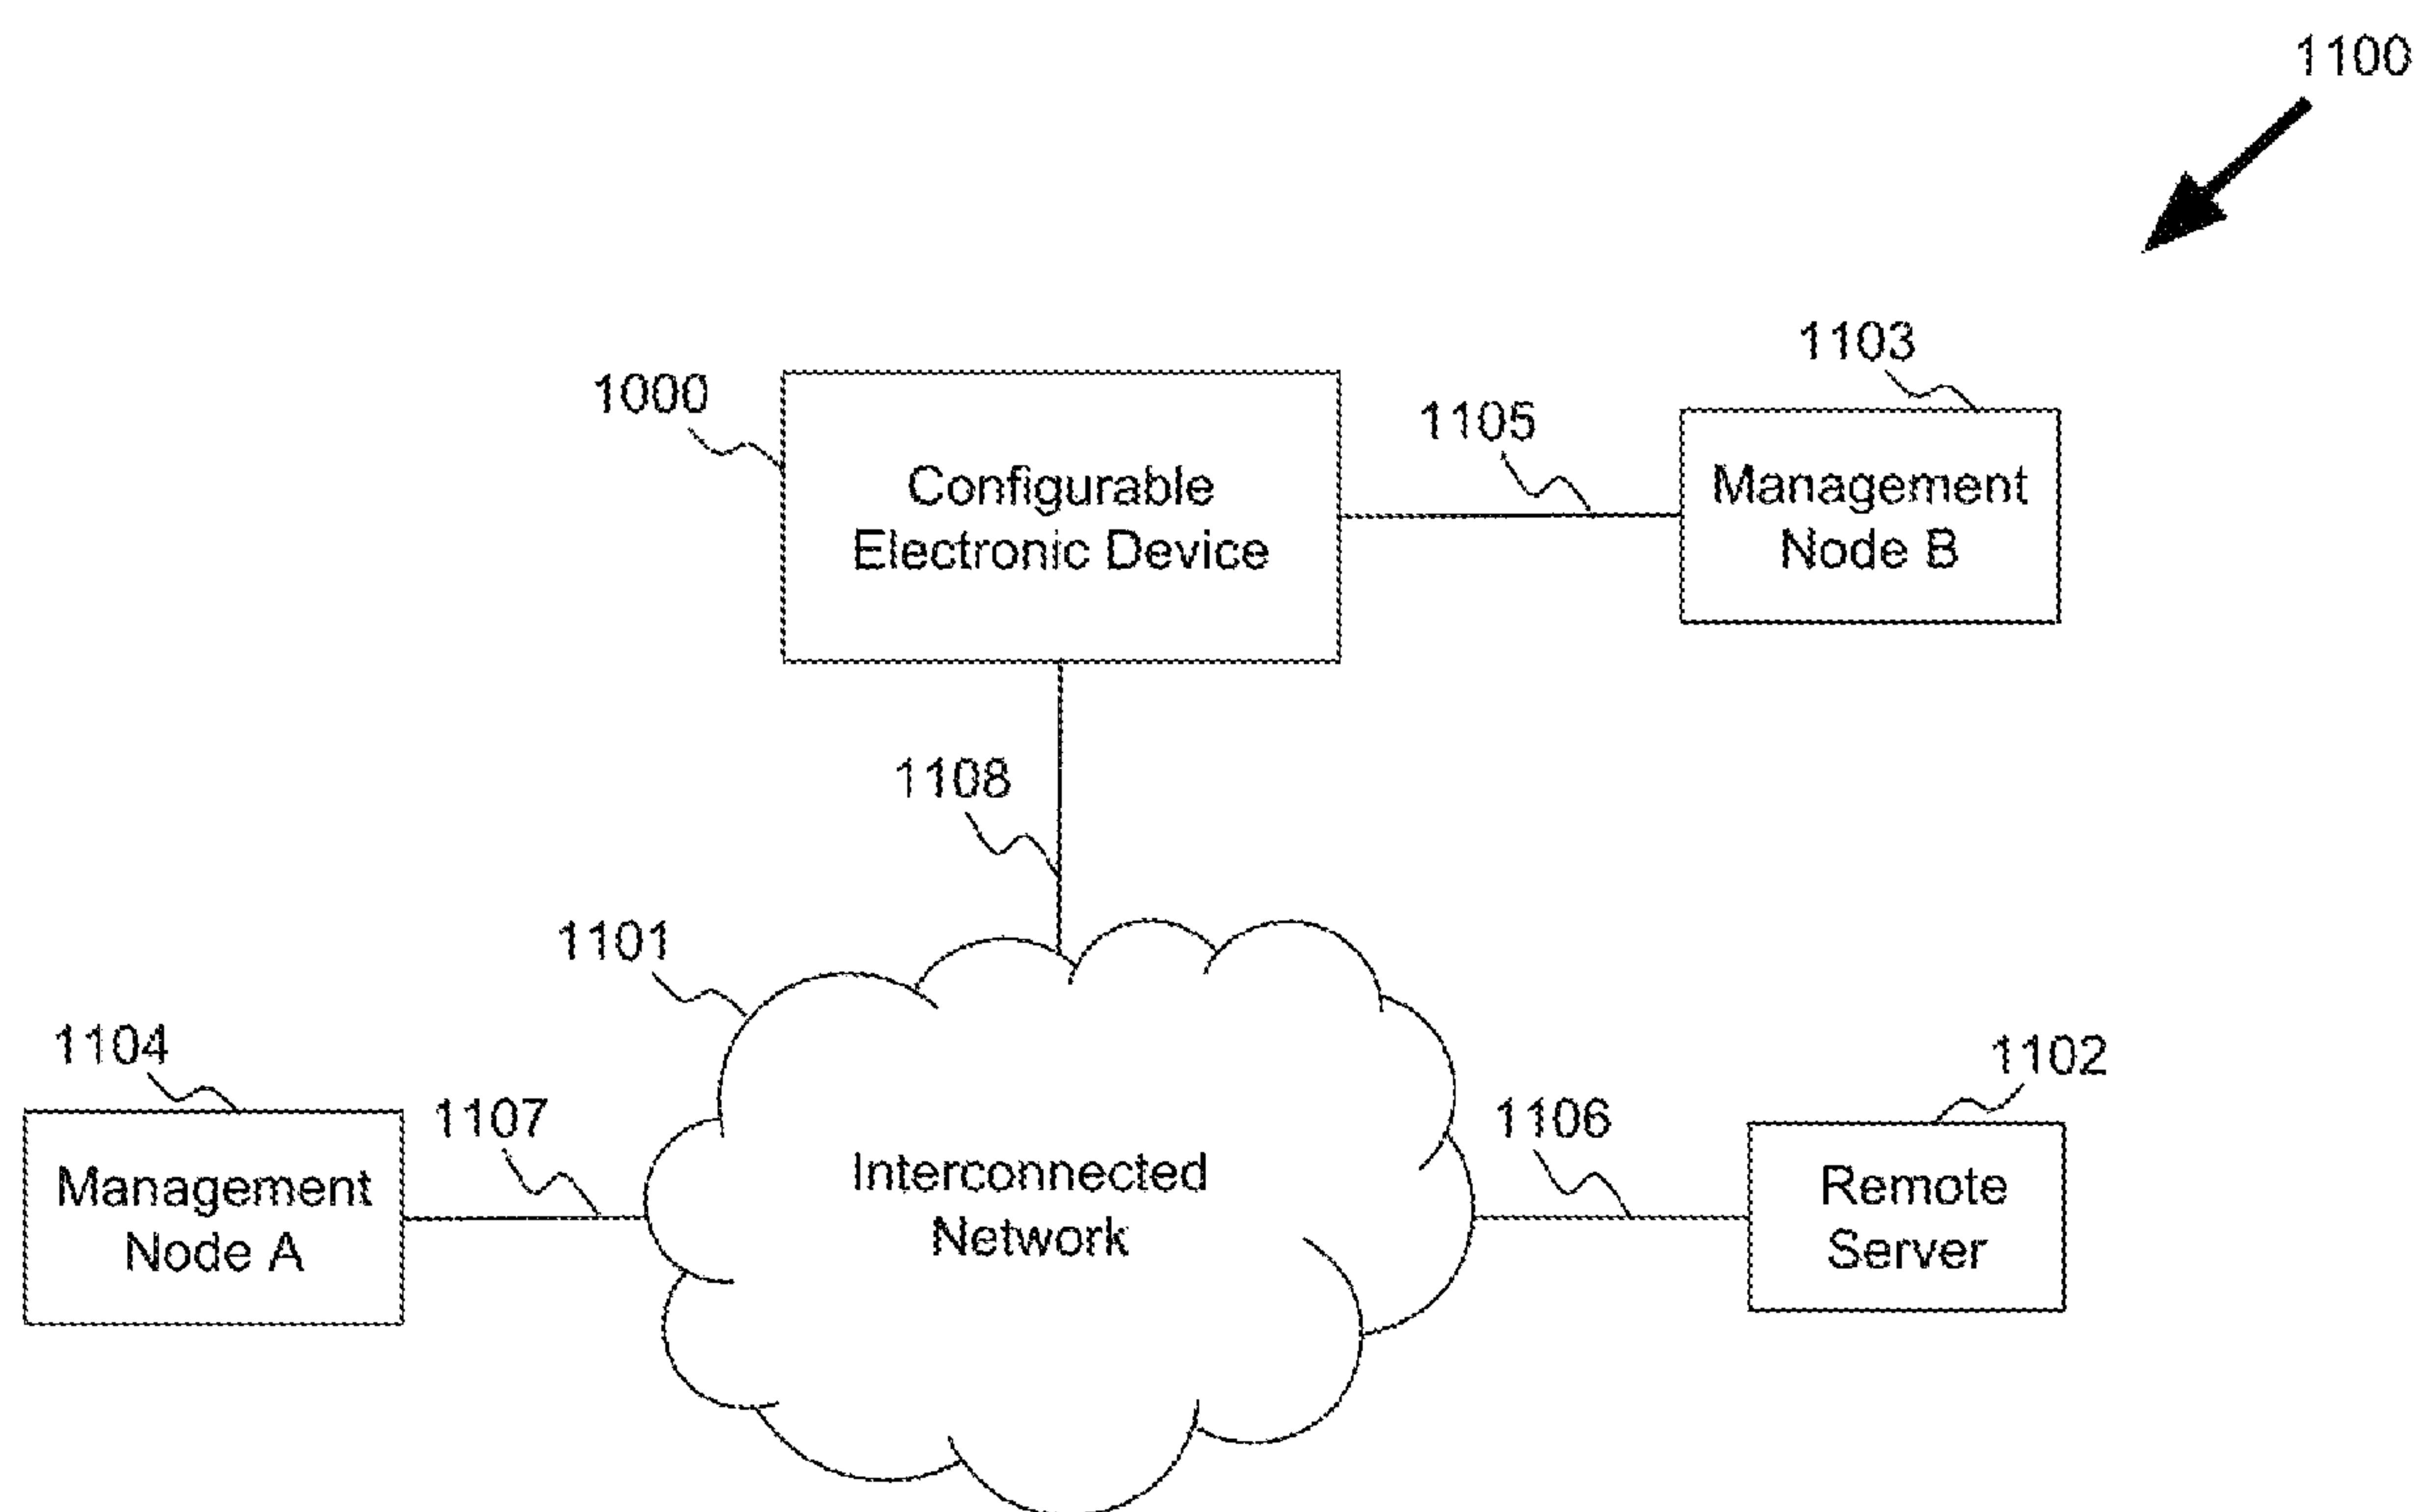 1100
1103
1000
1105
Configurable
Electronic Device
Management
Node B
1108
1101
1104
1102
1107
1106
Management
Node A
Interconnected
Network
Remote
Server